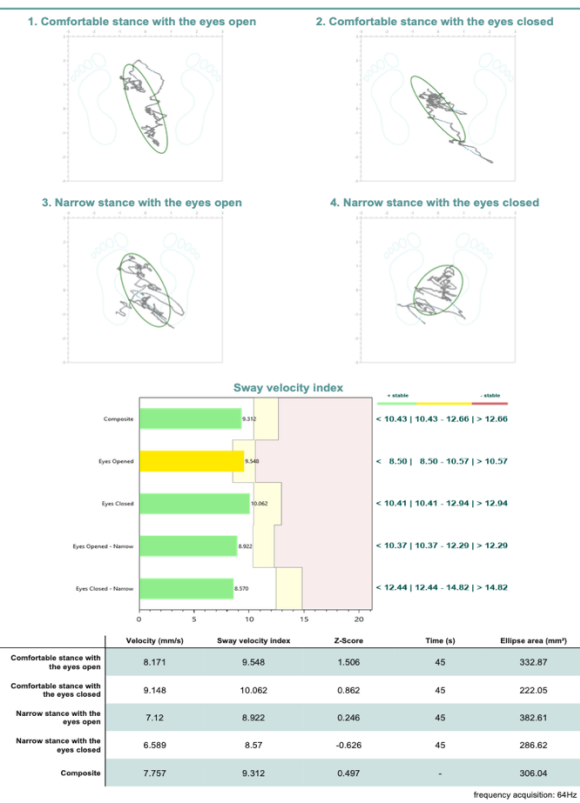 1. Comfortable stance with the eyes open
2. Comfortable stance with the eyes closed
3. Narrow stance with the eyes open
4. Narrow stance with the eyes closed
Sway velocity index
+ stable - stable
Composite 9.312 < 10.43 | 10.43 - 12.66 | > 12.66
Eyes Opened 9.548 < 8.50 | 8.50 - 10.57 | > 10.57
Eyes Closed 10.062 < 10.41 | 10.41 - 12.94 | > 12.94
Eyes Opened - Narrow 8.922 < 10.37 | 10.37 - 12.29 | > 12.29
Eyes Closed - Narrow 8.570 < 12.44 | 12.44 - 14.82 | > 14.82
0 5 10 15 20
Velocity (mm/s) Sway velocity index Z-Score Time (s) Ellipse area (mm²)
Comfortable stance with
the eyes open 8.171 9.548 1.506 45 332.87
Comfortable stance with
the eyes closed 9.148 10.062 0.862 45 222.05
Narrow stance with the
eyes open 7.12 8.922 0.246 45 382.61
Narrow stance with the
eyes closed 6.589 8.57 -0.626 45 286.62
Composite 7.757 9.312 0.497 - 306.04
frequency acquisition: 64Hz